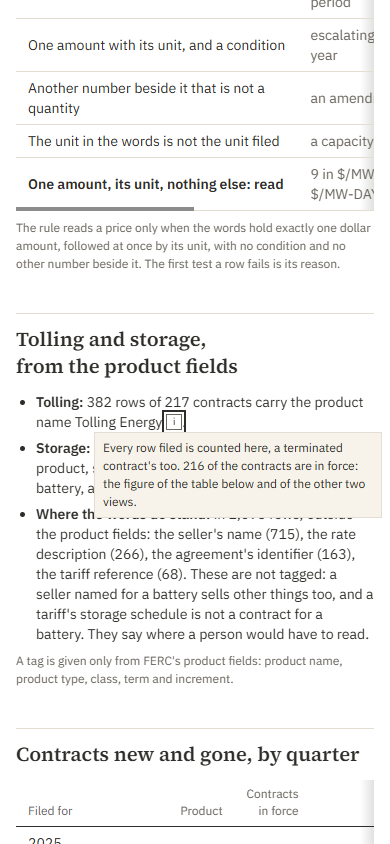 period
One amount with its unit, and a condition
escalating
year
Another number beside it that is not a
quantity
an amend
The unit in the words is not the unit filed
a capacity
One amount, its unit, nothing else: read
9 in $/MW
$/MW-DAY
The rule reads a price only when the words hold exactly one dollar
amount, followed at once by its unit, with no condition and no
other number beside it. The first test a row fails is its reason.
Tolling and storage,
from the product fields
• Tolling: 382 rows of 217 contracts carry the product
name Tolling Energy i .
• Storage:
product,
battery, a
Every row filed is counted here, a terminated
contract's too. 216 of the contracts are in force:
the figure of the table below and of the other two
views.
• Where the words do stand:
the product fields: the seller's name (715), the rate
description (266), the agreement's identifier (163),
the tariff reference (68). These are not tagged: a
seller named for a battery sells other things too, and a
tariff's storage schedule is not a contract for a
battery. They say where a person would have to read.
A tag is given only from FERC's product fields: product name,
product type, class, term and increment.
Contracts new and gone, by quarter
Filed for
Product
Contracts
in force
2025